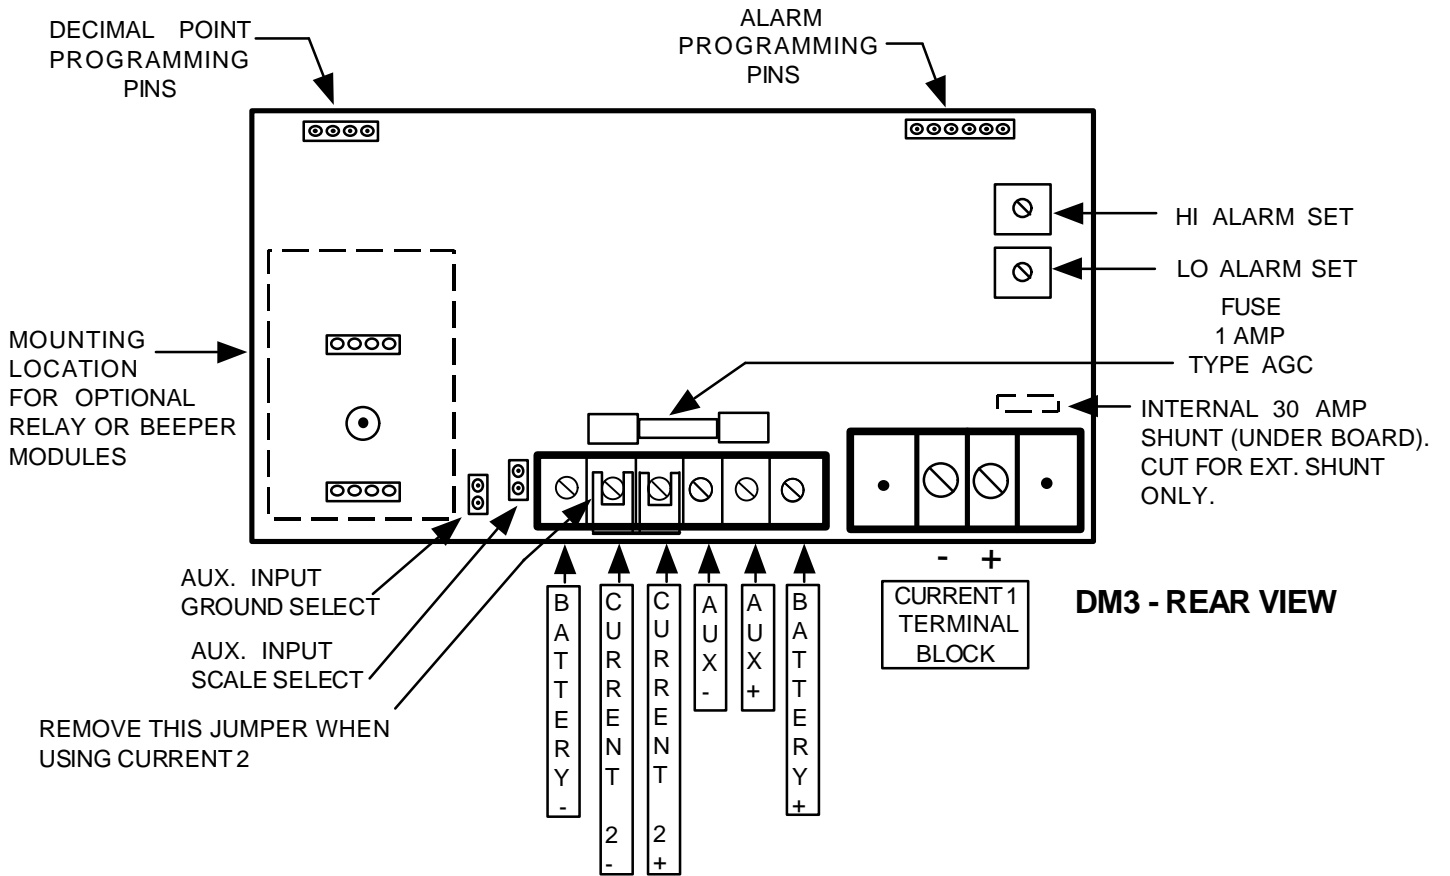 DECIMAL POINT
PROGRAMMING
PINS
ALARM
PROGRAMMING
PINS
HI ALARM SET
LO ALARM SET
FUSE
1 AMP
TYPE AGC
MOUNTING
LOCATION
FOR OPTIONAL
RELAY OR BEEPER
MODULES
INTERNAL 30 AMP
SHUNT (UNDER BOARD).
CUT FOR EXT. SHUNT
ONLY.
AUX. INPUT
GROUND SELECT
AUX. INPUT
SCALE SELECT
REMOVE THIS JUMPER WHEN
USING CURRENT 2
BATTERY-
CURRENT 2-
CURRENT 2+
AUX-
AUX+
BATTERY+
- +
CURRENT 1
TERMINAL
BLOCK
DM3 - REAR VIEW